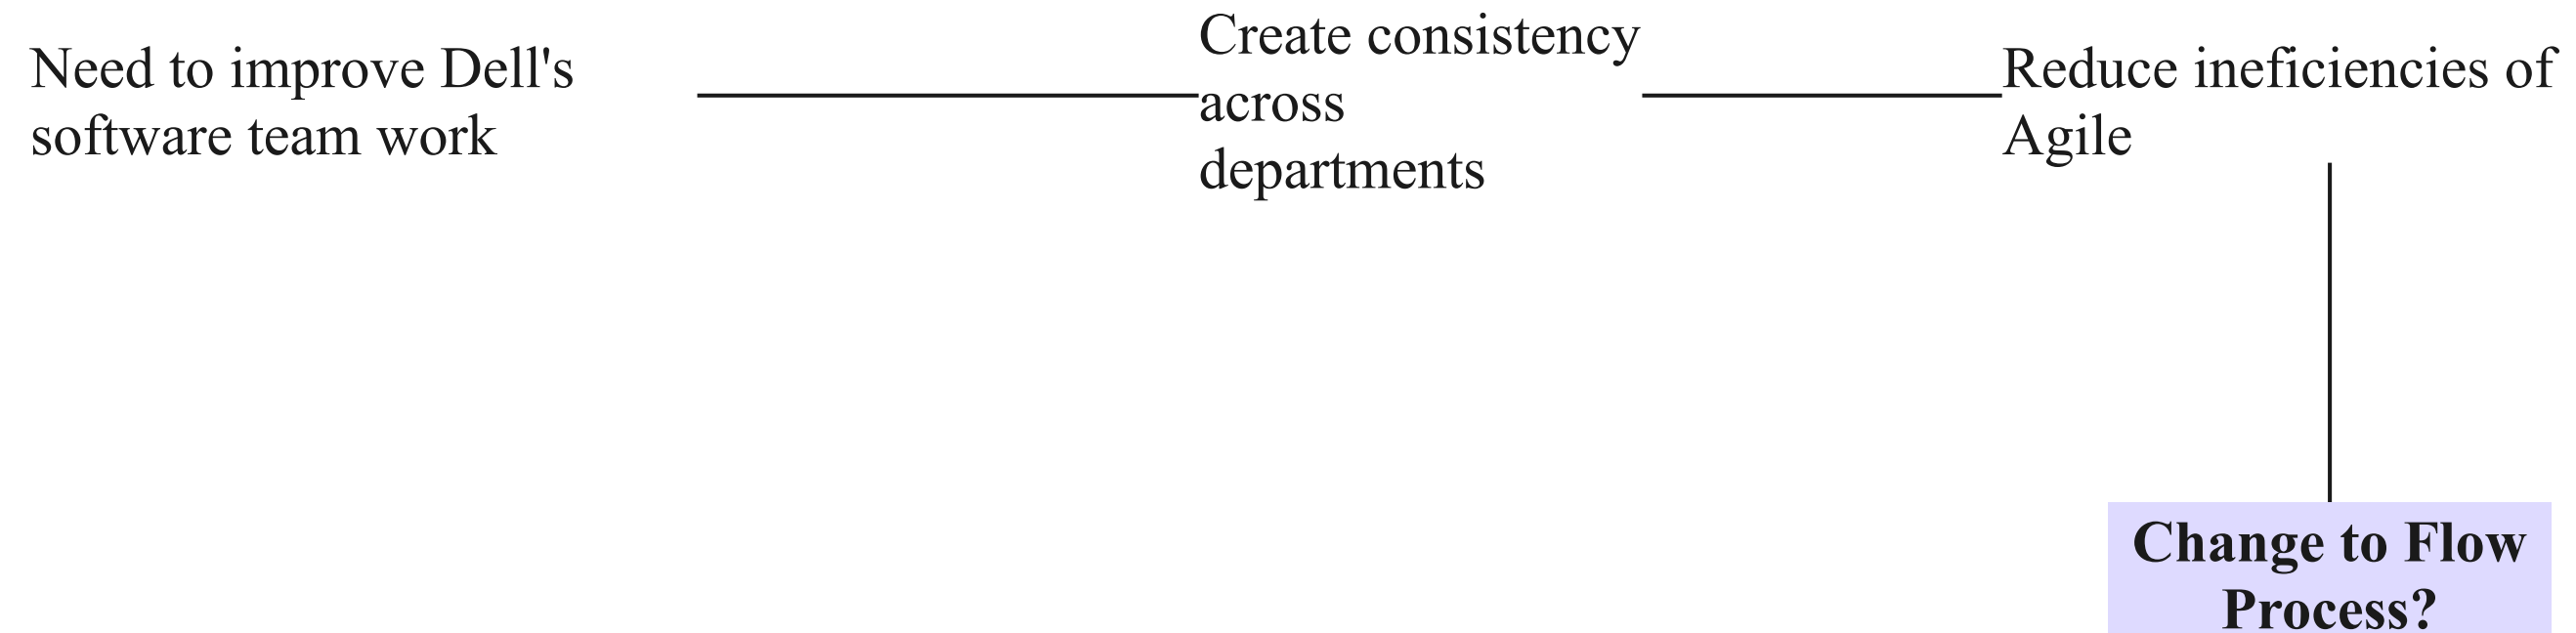 Need to improve Dell's
software team work
Create consistency
across
departments
Reduce ineficiencies of
Agile
Change to Flow
Process?